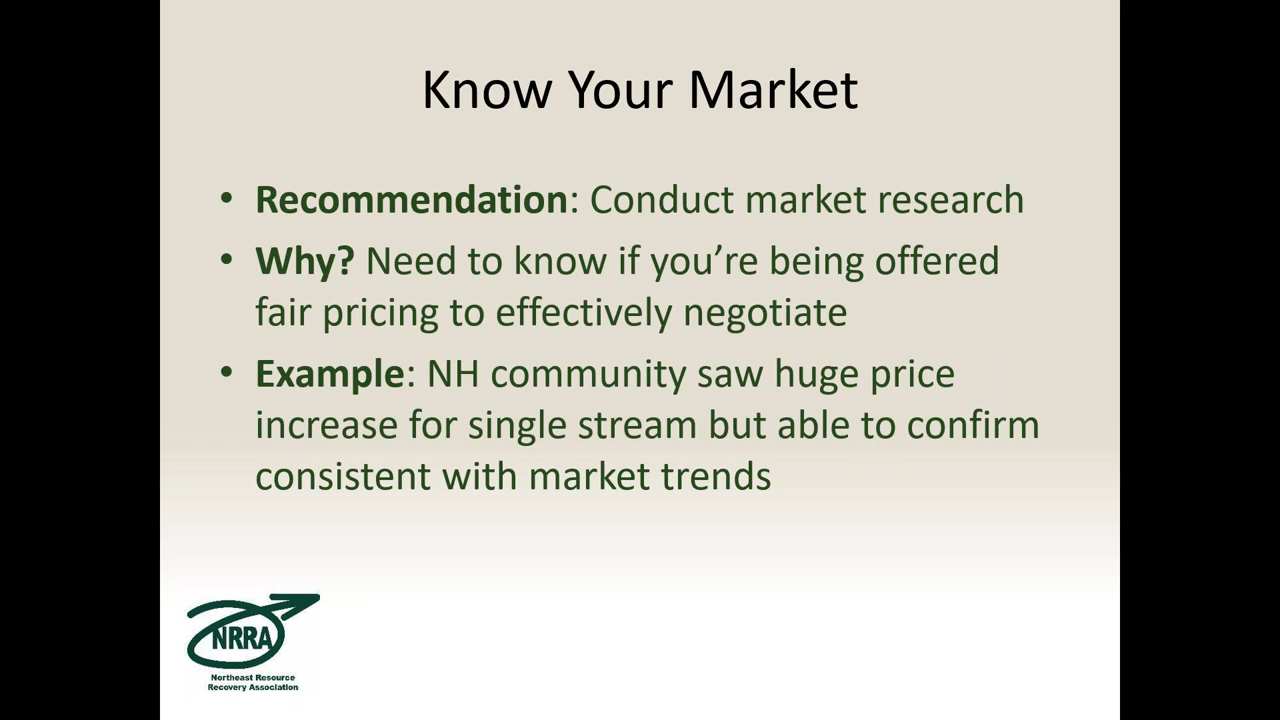 Know Your Market
• Recommendation: Conduct market research
• Why? Need to know if you’re being offered
fair pricing to effectively negotiate
• Example: NH community saw huge price
increase for single stream but able to confirm
consistent with market trends
NRRA
Northeast Resource
Recovery Association